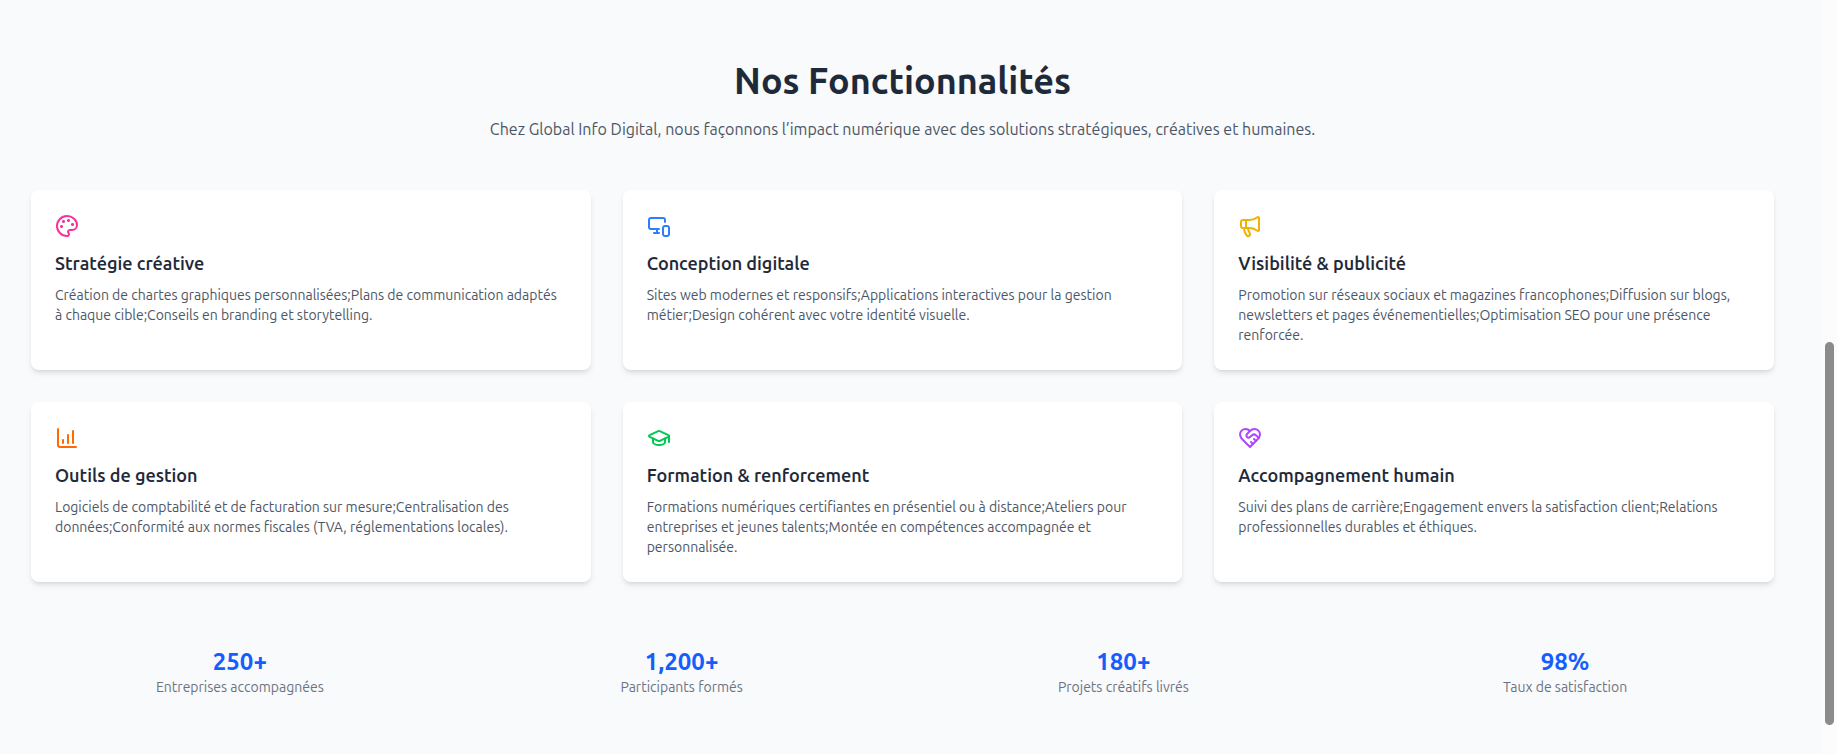 Nos Fonctionnalités
Chez Global Info Digital, nous façonnons l’impact numérique avec des solutions stratégiques, créatives et humaines.
Stratégie créative
Création de chartes graphiques personnalisées;Plans de communication adaptés
à chaque cible;Conseils en branding et storytelling.
Conception digitale
Sites web modernes et responsifs;Applications interactives pour la gestion
métier;Design cohérent avec votre identité visuelle.
Visibilité & publicité
Promotion sur réseaux sociaux et magazines francophones;Diffusion sur blogs,
newsletters et pages événementielles;Optimisation SEO pour une présence
renforcée.
Outils de gestion
Logiciels de comptabilité et de facturation sur mesure;Centralisation des
données;Conformité aux normes fiscales (TVA, réglementations locales).
Formation & renforcement
Formations numériques certifiantes en présentiel ou à distance;Ateliers pour
entreprises et jeunes talents;Montée en compétences accompagnée et
personnalisée.
Accompagnement humain
Suivi des plans de carrière;Engagement envers la satisfaction client;Relations
professionnelles durables et éthiques.
250+
Entreprises accompagnées
1,200+
Participants formés
180+
Projets créatifs livrés
98%
Taux de satisfaction